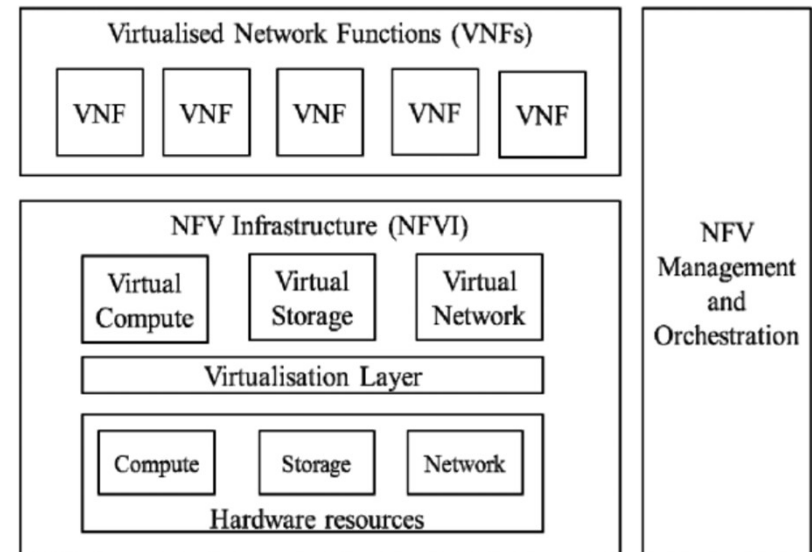 Virtualised Network Functions (VNFs)
VNF VNF VNF VNF VNF
NFV Infrastructure (NFVI)
Virtual
Compute
Virtual
Storage
Virtual
Network
Virtualisation Layer
Compute Storage Network
Hardware resources
NFV
Management
and
Orchestration